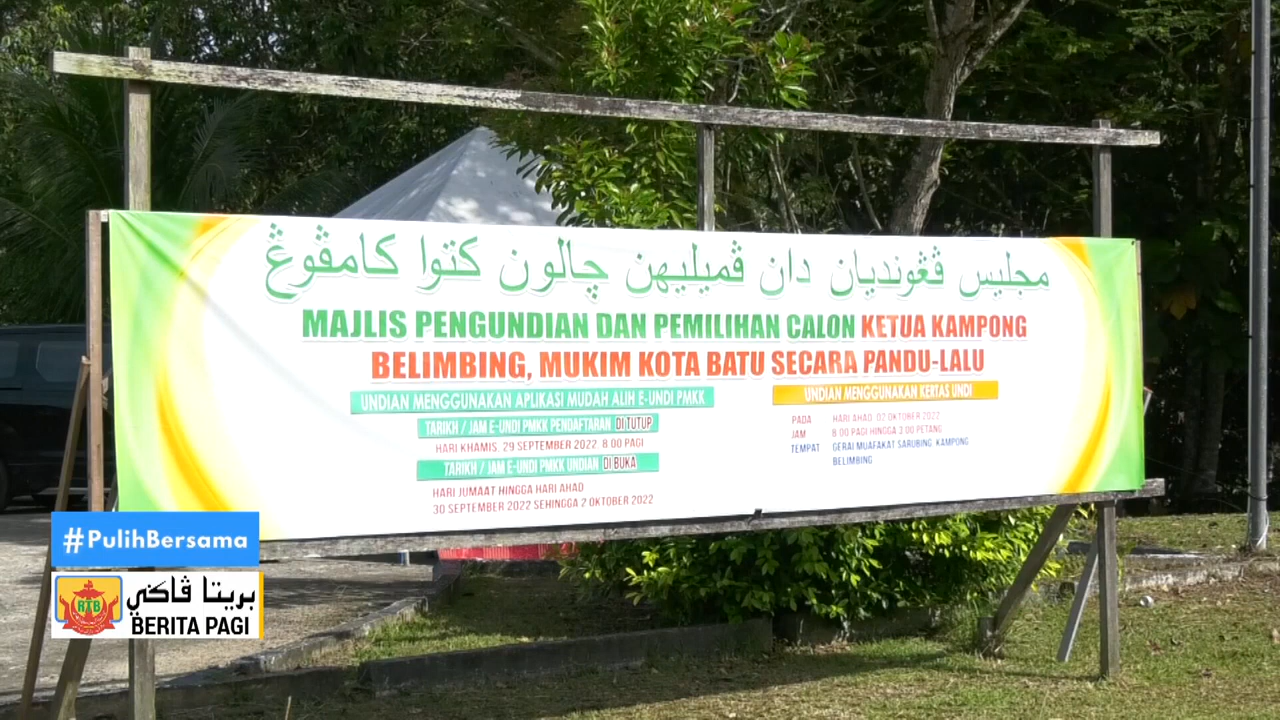 مجليس ڤڠونديان دان ڤميليهن چالون كتوا كامڤوڠ
MAJLIS PENGUNDIAN DAN PEMILIHAN CALON KETUA KAMPONG
BELIMBING, MUKIM KOTA BATU SECARA PANDU-LALU
UNDIAN MENGGUNAKAN APLIKASI MUDAH ALIH E-UNDI PMKK
TARIKH / JAM E-UNDI PMKK PENDAFTARAN DI TUTUP
HARI KHAMIS, 29 SEPTEMBER 2022. 8.00 PAGI
TARIKH / JAM E-UNDI PMKK UNDIAN DI BUKA
HARI JUMAAT HINGGA HARI AHAD
30 SEPTEMBER 2022 SEHINGGA 2 OKTOBER 2022
UNDIAN MENGGUNAKAN KERTAS UNDI
PADA HARI AHAD, 02 OKTOBER 2022
JAM 8.00 PAGI HINGGA 3.00 PETANG
TEMPAT GERAI MUAFAKAT SARUBING, KAMPONG
BELIMBING
#PulihBersama
RTB
بريتا ڤاݢي
BERITA PAGI